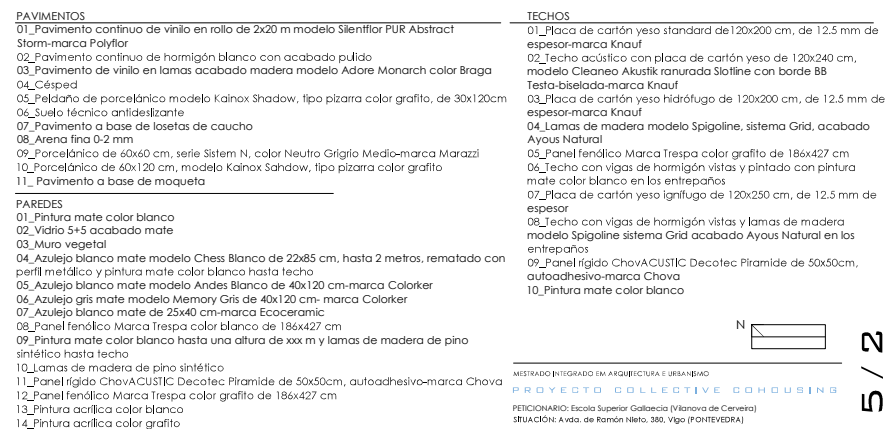 PAVIMENTOS
01_Pavimento continuo de vinilo en rollo de 2x20 m modelo Silentflor PUR Abstract
Storm-marca Polyflor
02_Pavimento continuo de hormigón blanco con acabado pulido
03_Pavimento de vinilo en lamas acabado madera modelo Adore Monarch color Braga
04_Césped
05_Peldaño de porcelánico modelo Kainox Shadow, tipo pizarra color grafito, de 30x120cm
06_Suelo técnico antideslizante
07_Pavimento a base de losetas de caucho
08_Arena fina 0-2 mm
09_Porcelánico de 60x60 cm, serie Sistem N, color Neutro Grigrio Medio-marca Marazzi
10_Porcelánico de 60x120 cm, modelo Kainox Sahdow, tipo pizarra color grafito
11_ Pavimento a base de moqueta
PAREDES
01_Pintura mate color blanco
02_Vidrio 5+5 acabado mate
03_Muro vegetal
04_Azulejo blanco mate modelo Chess Blanco de 22x85 cm, hasta 2 metros, rematado con
perfil metálico y pintura mate color blanco hasta techo
05_Azulejo blanco mate modelo Andes Blanco de 40x120 cm-marca Colorker
06_Azulejo gris mate modelo Memory Gris de 40x120 cm- marca Colorker
07_Azulejo blanco mate de 25x40 cm-marca Ecoceramic
08_Panel fenólico Marca Trespa color blanco de 186x427 cm
09_Pintura mate color blanco hasta una altura de xxx m y lamas de madera de pino
sintético hasta techo
10_Lamas de madera de pino sintético
11_Panel rígido ChovACUSTIC Decotec Piramide de 50x50cm, autoadhesivo-marca Chova
12_Panel fenólico Marca Trespa color grafito de 186x427 cm
13_Pintura acrílica color blanco
14_Pintura acrílica color grafito
TECHOS
01_Placa de cartón yeso standard de120x200 cm, de 12.5 mm de
espesor-marca Knauf
02_Techo acústico con placa de cartón yeso de 120x240 cm,
modelo Cleaneo Akustik ranurada Slotline con borde BB
Testa-biselada-marca Knauf
03_Placa de cartón yeso hidrófugo de 120x200 cm, de 12.5 mm de
espesor-marca Knauf
04_Lamas de madera modelo Spigoline, sistema Grid, acabado
Ayous Natural
05_Panel fenólico Marca Trespa color grafito de 186x427 cm
06_Techo con vigas de hormigón vistas y pintado con pintura
mate color blanco en los entrepaños
07_Placa de cartón yeso ignífugo de 120x250 cm, de 12.5 mm de
espesor
08_Techo con vigas de hormigón vistas y lamas de madera
modelo Spigoline sistema Grid acabado Ayous Natural en los
entrepaños
09_Panel rígido ChovACUSTIC Decotec Piramide de 50x50cm,
autoadhesivo-marca Chova
10_Pintura mate color blanco
N
MESTRADO INTEGRADO EM ARQUITECTURA E URBANISMO
PROYECTO COLLECTIVE COHOUSING
PETICIONARIO: Escola Superior Gallaecia (Vilanova de Cerveira)
SITUACIÓN: Avda. de Ramón Nieto, 380, Vigo (PONTEVEDRA)
5/2